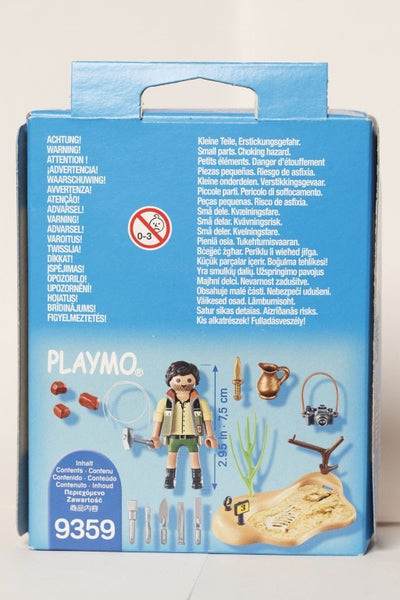 ACHTUNG!
WARNING!
ATTENTION !
¡ADVERTENCIA!
WAARSCHUWING!
AVVERTENZA!
ATENÇÃO!
ADVARSEL!
VARNING!
ADVARSEL!
VAROITUS!
TWISSIJA!
DİKKAT!
ISPĖJIMAS!
OPOZORILO!
UPOZORNĚNÍ!
HOIATUS!
BRĪDINĀJUMS!
FIGYELMEZTETÉS!
Kleine Teile, Erstickungsgefahr.
Small parts. Choking hazard.
Petits éléments. Danger d'étouffement
Piezas pequeñas. Riesgo de asfixia.
Kleine onderdelen. Verstikkingsgevaar.
Piccole parti. Pericolo di soffocamento.
Peças pequenas. Risco de asfixia.
Små dele. Kvælningsfare.
Små delar. Kvävningsrisk.
Små deler. Kvelningsfare.
Pieniä osia. Tukehtumisvaaran.
Bċejjeċ żgħar. Periklu li wieħed jifga.
Küçük parçalar içerir. Boğulma tehlikesi!
Yra smulkių dalių. Užspringimo pavojus
Majhni delci. Nevarnost zadušitve.
Obsahuje malé části. Nebezpečí udušení.
Väikesed osad. Lämbumisoht.
Satur sīkas detaļas. Aizrīšanās risks.
Kis alkatrészek! Fulladásveszély!
0-3
PLAYMO®
2.95 in - 7,5 cm
3
Inhalt
Contents - Contenu
Contenido - Conteúdo
Contenuto - Inhoud
Περιεχόμενο
Zawartość
商品内容
9359